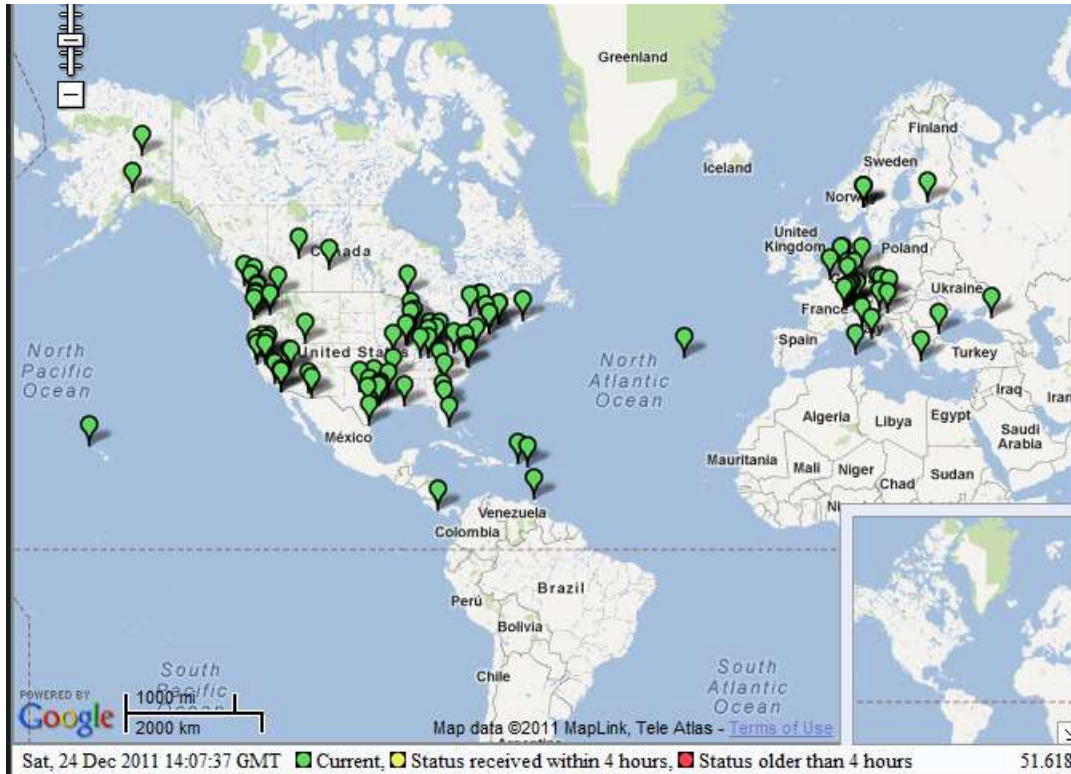 Greenland
Finland
Iceland
Sweden
Norway
United
Kingdom
Poland
Canada
Ukraine
France
Italy
Spain
Turkey
North
Pacific
Ocean
United States
North
Atlantic
Ocean
Iraq
Iran
México
Algeria
Libya
Egypt
Saudi
Arabia
Mauritania
Mali
Niger
Chad
Sudan
Venezuela
Colombia
Brazil
Perú
Bolivia
Chile
South
Pacific
Ocean
South
Atlantic
Ocean
POWERED BY
Google
1000 mi
2000 km
Map data ©2011 MapLink, Tele Atlas - Terms of Use
Sat, 24 Dec 2011 14:07:37 GMT Current, Status received within 4 hours, Status older than 4 hours 51.618